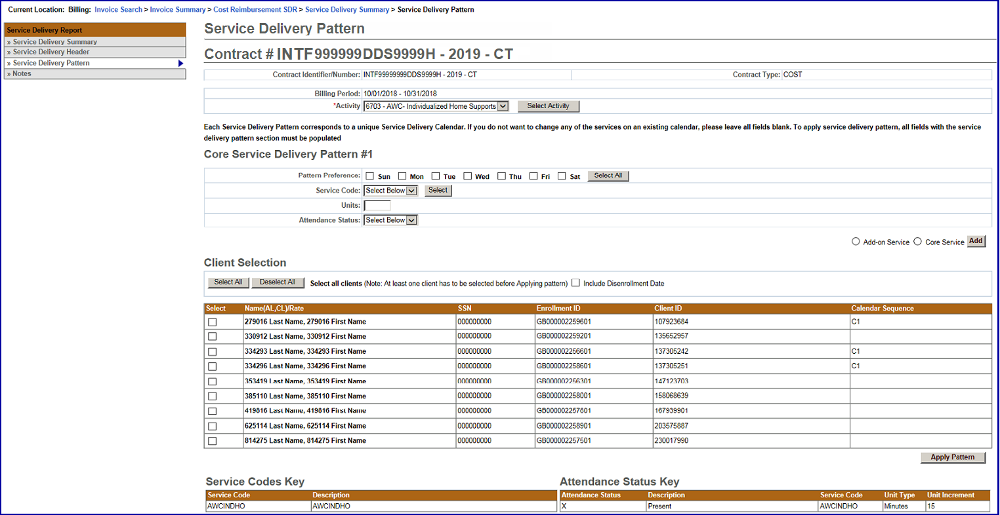 Current Location: Billing: Invoice Search > Invoice Summary > Cost Reimbursement SDR > Service Delivery Summary > Service Delivery Pattern
Service Delivery Report
» Service Delivery Summary
» Service Delivery Header
» Service Delivery Pattern
» Notes
Service Delivery Pattern
Contract # INTF999999DDS9999H - 2019 - CT
Contract Identifier/Number: INTF99999999DDS9999H - 2019 - CT Contract Type: COST
Billing Period: 10/01/2018 - 10/31/2018
*Activity 6703 - AWC- Individualized Home Supports Select Activity
Each Service Delivery Pattern corresponds to a unique Service Delivery Calendar. If you do not want to change any of the services on an existing calendar, please leave all fields blank. To apply service delivery pattern, all fields with the service
delivery pattern section must be populated
Core Service Delivery Pattern #1
Pattern Preference: Sun Mon Tue Wed Thu Fri Sat Select All
Service Code: Select Below Select
Units:
Attendance Status: Select Below
Add-on Service Core Service Add
Client Selection
Select All Deselect All Select all clients (Note: At least one client has to be selected before Applying pattern) Include Disenrollment Date
Select Name(AL,CL)/Rate SSN Enrollment ID Client ID Calendar Sequence
279016 Last Name, 279016 First Name 000000000 GB000002259601 107923684 C1
330912 Last Name, 330912 First Name 000000000 GB000002259201 135652957
334293 Last Name, 334293 First Name 000000000 GB000002256601 137305242 C1
334296 Last Name, 334296 First Name 000000000 GB000002258601 137305251 C1
353419 Last Name, 353419 First Name 000000000 GB000002256301 147123703
385110 Last Name, 385110 First Name 000000000 GB000002258001 158068639
419816 Last Name, 419816 First Name 000000000 GB000002257801 167939901
625114 Last Name, 625114 First Name 000000000 GB000002258901 203575887
814275 Last Name, 814275 First Name 000000000 GB000002257501 230017990
Apply Pattern
Service Codes Key
Service Code Description
AWCINDHO AWCINDHO
Attendance Status Key
Attendance Status Description Service Code Unit Type Unit Increment
X Present AWCINDHO Minutes 15